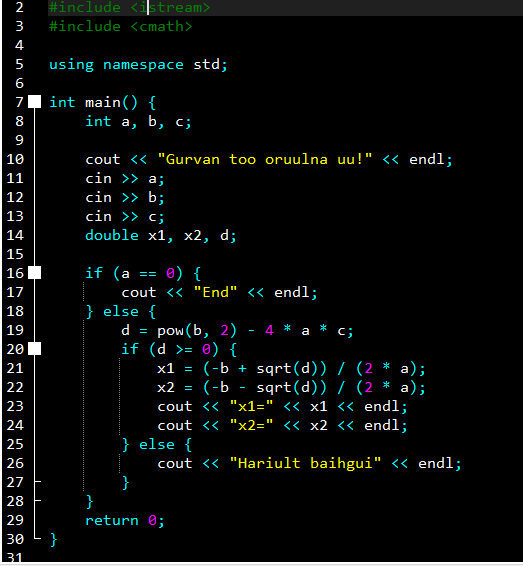 2 #include <iostream>
3 #include <cmath>
4
5 using namespace std;
6
7 int main() {
8     int a, b, c;
9
10     cout << "Gurvan too oruulna uu!" << endl;
11     cin >> a;
12     cin >> b;
13     cin >> c;
14     double x1, x2, d;
15
16     if (a == 0) {
17         cout << "End" << endl;
18     } else {
19         d = pow(b, 2) - 4 * a * c;
20         if (d >= 0) {
21             x1 = (-b + sqrt(d)) / (2 * a);
22             x2 = (-b - sqrt(d)) / (2 * a);
23             cout << "x1=" << x1 << endl;
24             cout << "x2=" << x2 << endl;
25         } else {
26             cout << "Hariult baihgui" << endl;
27         }
28     }
29     return 0;
30 }
31